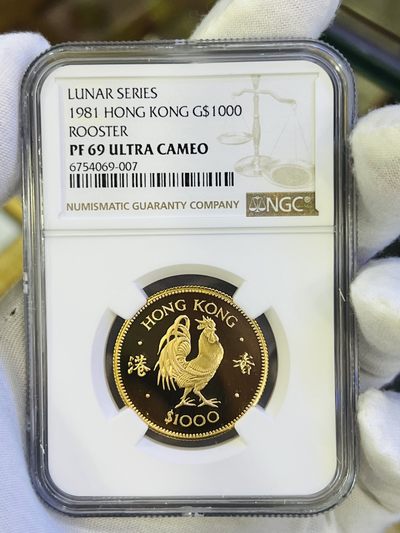 LUNAR SERIES
1981 HONG KONG G$1000
ROOSTER
PF 69 ULTRA CAMEO
6754069-007
NUMISMATIC GUARANTY COMPANY
NGC
HONG KONG
港 香
$1000